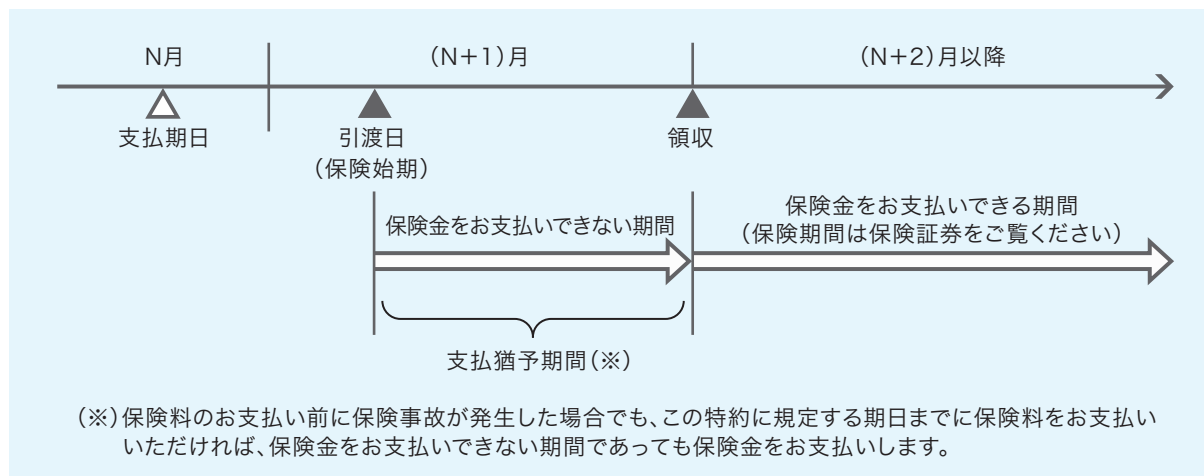 N月
（N＋1）月
（N＋2）月以降
支払期日
引渡日
（保険始期）
領収
保険金をお支払いできない期間
保険金をお支払いできる期間
（保険期間は保険証券をご覧ください）
支払猶予期間（※）
（※）保険料のお支払い前に保険事故が発生した場合でも、この特約に規定する期日までに保険料をお支払い
いただければ、保険金をお支払いできない期間であっても保険金をお支払いします。